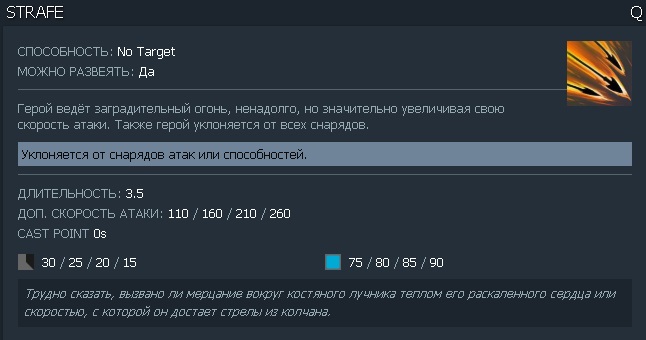 STRAFE Q
СПОСОБНОСТЬ: No Target
МОЖНО РАЗВЕЯТЬ: Да
Герой ведёт заградительный огонь, ненадолго, но значительно увеличивая свою
скорость атаки. Также герой уклоняется от всех снарядов.
Уклоняется от снарядов атак или способностей.
ДЛИТЕЛЬНОСТЬ: 3.5
ДОП. СКОРОСТЬ АТАКИ: 110 / 160 / 210 / 260
CAST POINT 0s
30 / 25 / 20 / 15 75 / 80 / 85 / 90
Трудно сказать, вызвано ли мерцание вокруг костяного лучника теплом его раскаленного сердца или
скоростью, с которой он достает стрелы из колчана.